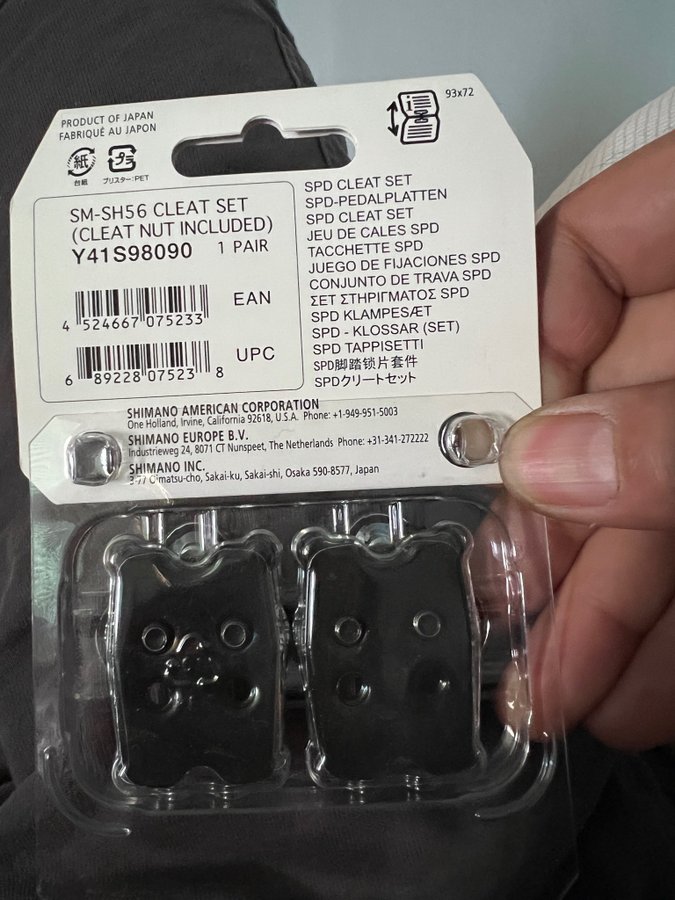 PRODUCT OF JAPAN
FABRIQUÉ AU JAPON
93x72
紙
台紙
プラ
ブリスター:PET
SM-SH56 CLEAT SET
(CLEAT NUT INCLUDED)
Y41S98090 1 PAIR
EAN
4 524667 075233
UPC
6 89228 07523 8
SPD CLEAT SET
SPD-PEDALPLATTEN
SPD CLEAT SET
JEU DE CALES SPD
TACCHETTE SPD
JUEGO DE FIJACIONES SPD
CONJUNTO DE TRAVA SPD
ΣΕΤ ΣΤΗΡΙΓΜΑΤΟΣ SPD
SPD KLAMPESÆT
SPD - KLOSSAR (SET)
SPD TAPPISETTI
SPD脚踏锁片套件
SPDクリートセット
SHIMANO AMERICAN CORPORATION
One Holland, Irvine, California 92618, U.S.A. Phone: +1-949-951-5003
SHIMANO EUROPE B.V.
Industrieweg 24, 8071 CT Nunspeet, The Netherlands Phone: +31-341-272222
SHIMANO INC.
3-77 Oimatsu-cho, Sakai-ku, Sakai-shi, Osaka 590-8577, Japan